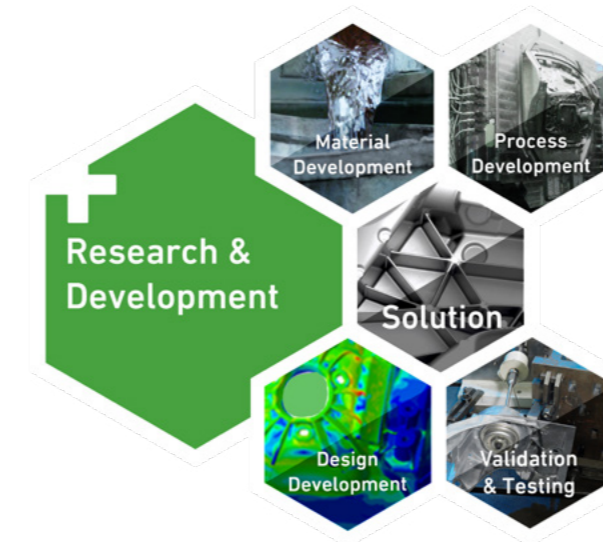 Research &
Development
Material
Development
Process
Development
Solution
Design
Development
Validation
& Testing